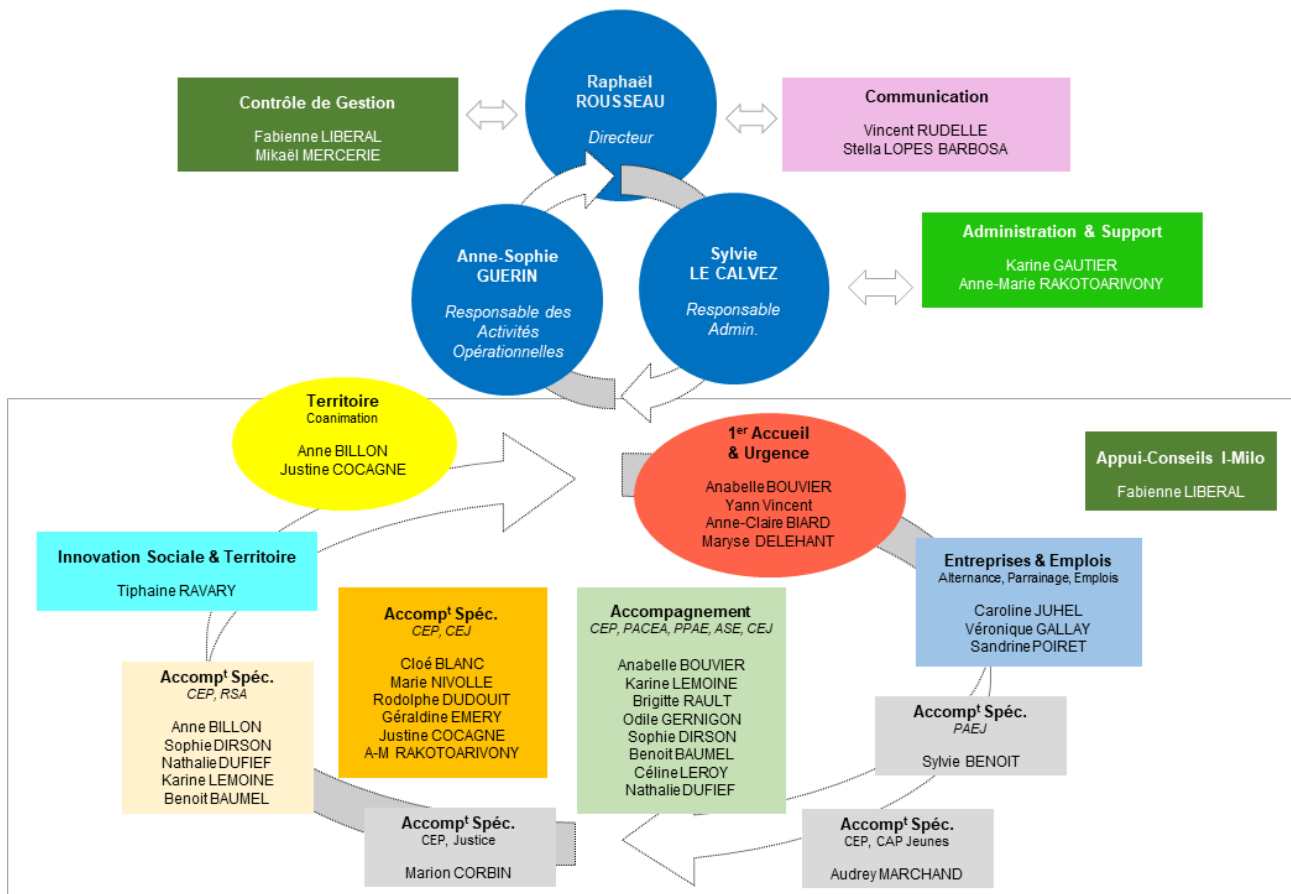 Raphaël
ROUSSEAU
Directeur
Contrôle de Gestion
Fabienne LIBERAL
Mikaël MERCERIE
Communication
Vincent RUDELLE
Stella LOPES BARBOSA
Anne-Sophie
GUERIN
Responsable des
Activités
Opérationnelles
Sylvie
LE CALVEZ
Responsable
Admin.
Administration & Support
Karine GAUTIER
Anne-Marie RAKOTOARIVONY
Territoire
Coanimation
Anne BILLON
Justine COCAGNE
1er Accueil
& Urgence
Anabelle BOUVIER
Yann Vincent
Anne-Claire BIARD
Maryse DELEHANT
Appui-Conseils I-Milo
Fabienne LIBERAL
Innovation Sociale & Territoire
Tiphaine RAVARY
Entreprises & Emplois
Alternance, Parrainage, Emplois
Caroline JUHEL
Véronique GALLAY
Sandrine POIRET
Accompt Spéc.
CEP, CEJ
Cloé BLANC
Marie NIVOLLE
Rodolphe DUDOUIT
Géraldine EMERY
Justine COCAGNE
A-M RAKOTOARIVONY
Accompagnement
CEP, PACEA, PPAE, ASE, CEJ
Anabelle BOUVIER
Karine LEMOINE
Brigitte RAULT
Odile GERNIGON
Sophie DIRSON
Benoit BAUMEL
Céline LEROY
Nathalie DUFIEF
Accompt Spéc.
CEP, RSA
Anne BILLON
Sophie DIRSON
Nathalie DUFIEF
Karine LEMOINE
Benoit BAUMEL
Accompt Spéc.
PAEJ
Sylvie BENOIT
Accompt Spéc.
CEP, Justice
Marion CORBIN
Accompt Spéc.
CEP, CAP Jeunes
Audrey MARCHAND